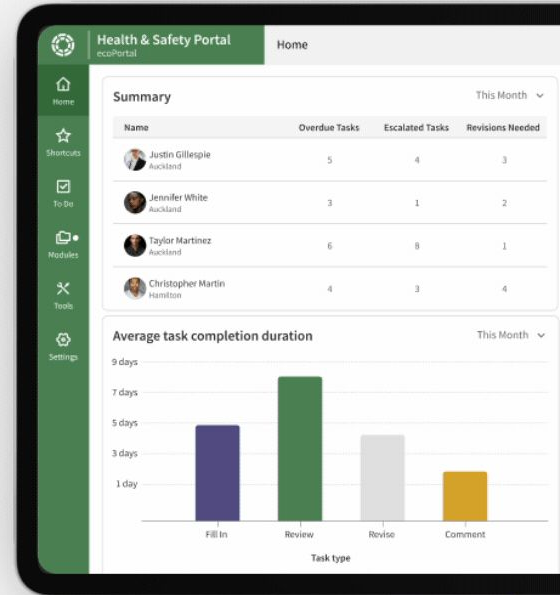 Health & Safety Portal
ecoPortal
Home
Home
Shortcuts
To Do
Modules
Tools
Settings
Summary
This Month
Name Overdue Tasks Escalated Tasks Revisions Needed
Justin Gillespie
Auckland
5 4 3
Jennifer White
Auckland
3 1 2
Taylor Martinez
Auckland
6 8 1
Christopher Martin
Hamilton
4 3 4
Average task completion duration
This Month
9 days
7 days
5 days
3 days
1 day
Fill In Review Revise Comment
Task type